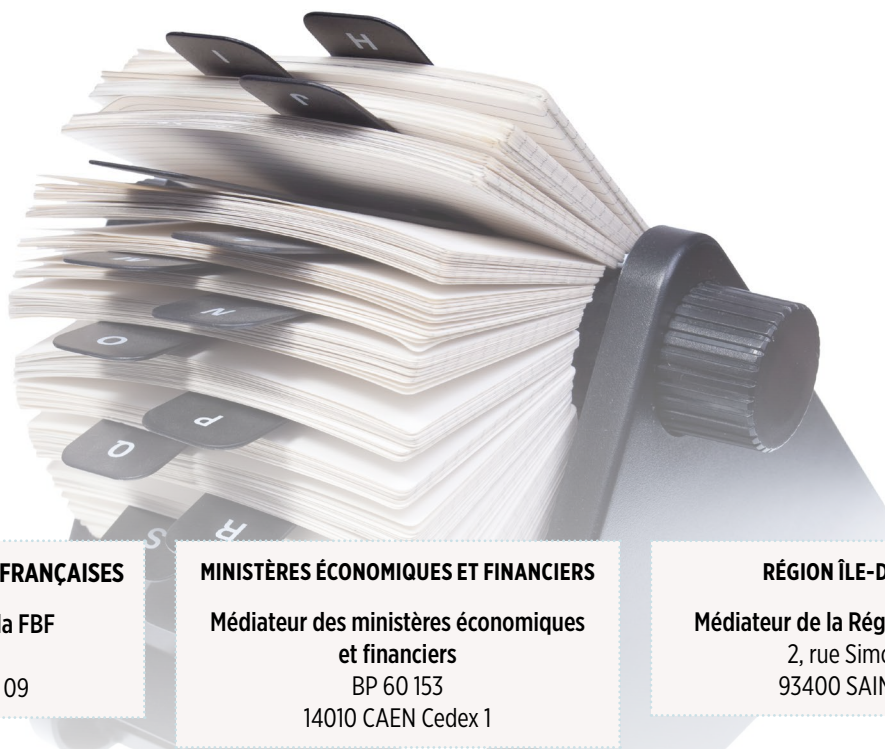 H
I
J
N
O
P
Q
R
S
FRANÇAISES
la FBF
09
MINISTÈRES ÉCONOMIQUES ET FINANCIERS
Médiateur des ministères économiques
et financiers
BP 60 153
14010 CAEN Cedex 1
RÉGION ÎLE-D
Médiateur de la Rég
2, rue Simo
93400 SAIN